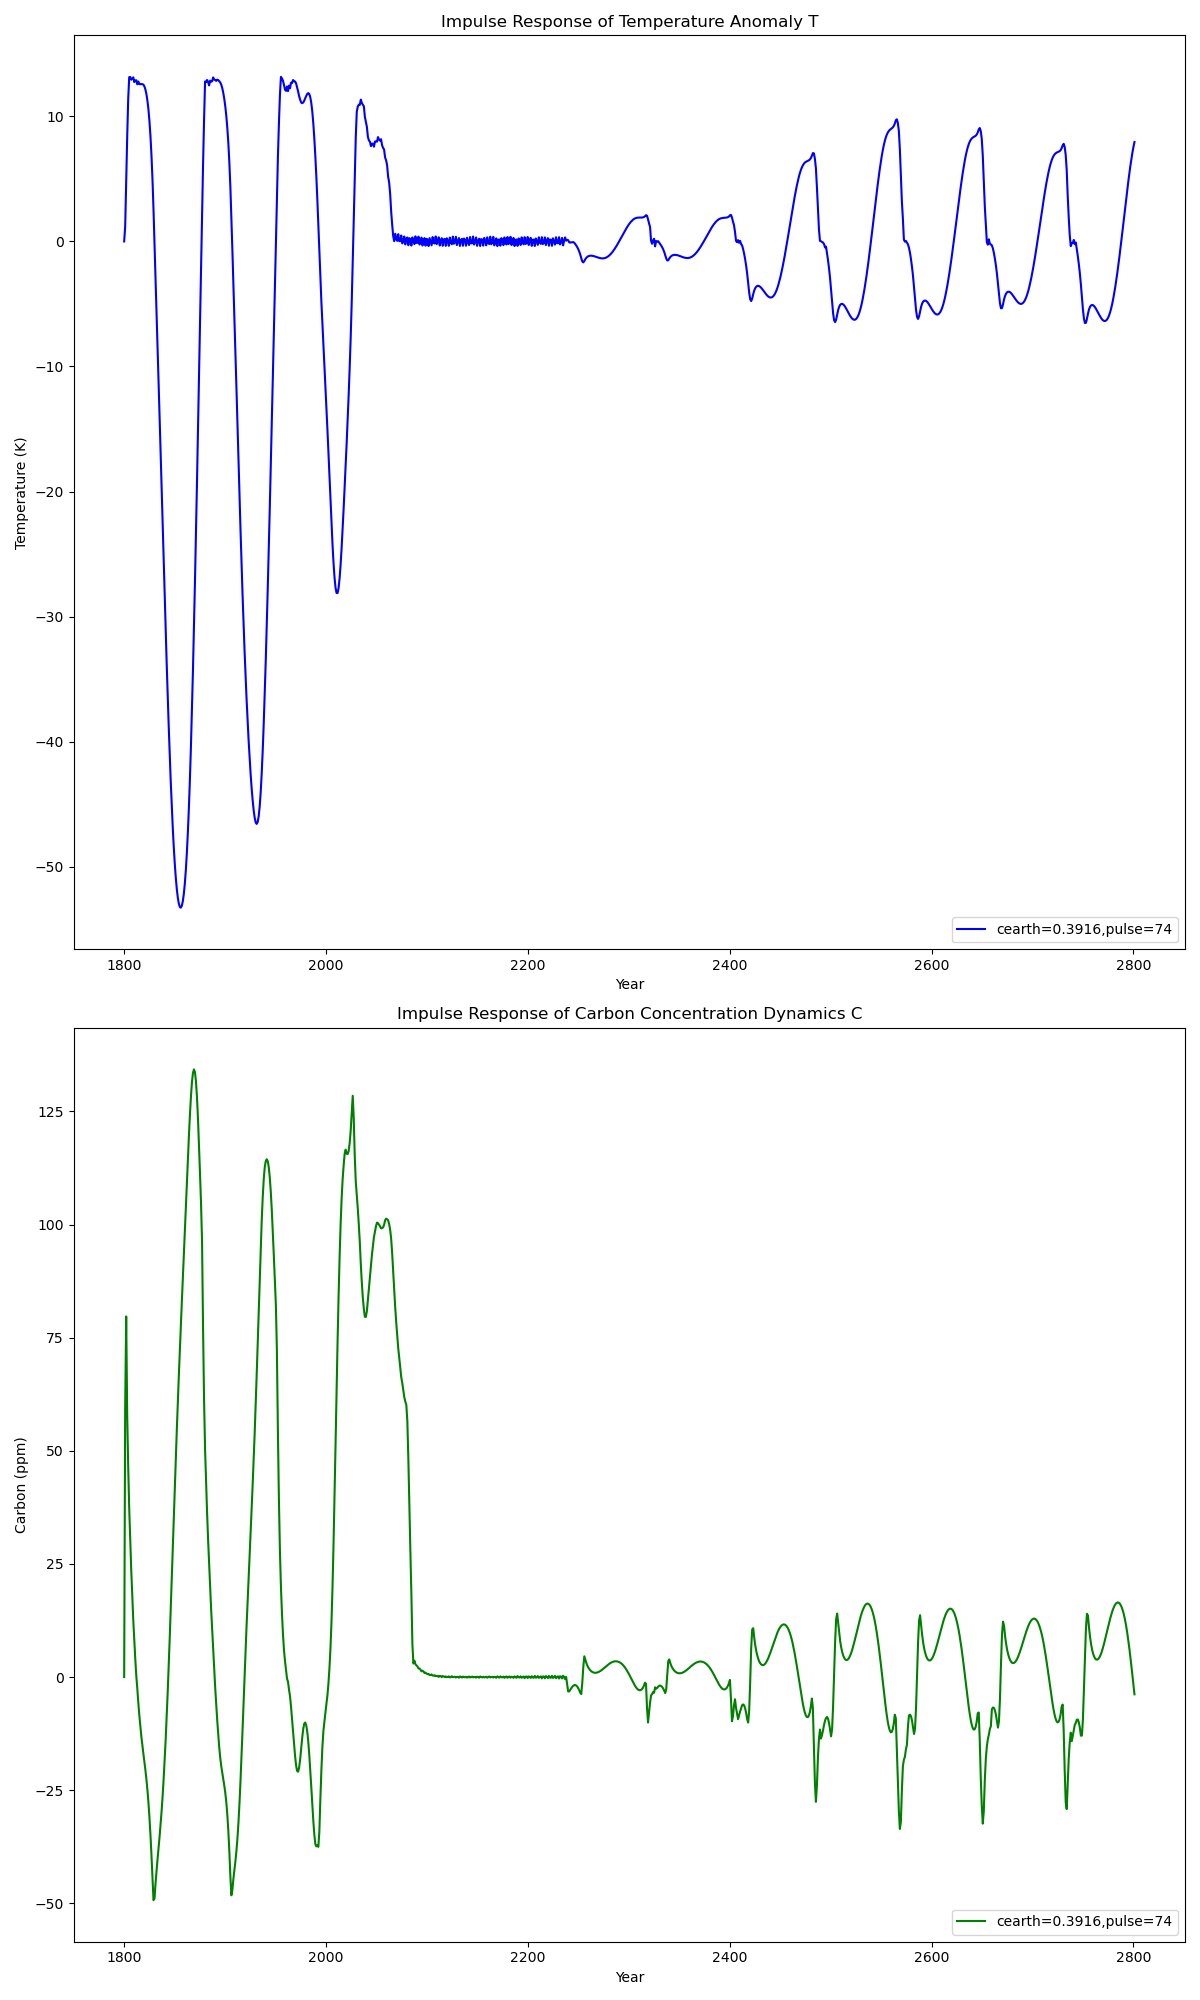 Impulse Response of Temperature Anomaly T
Temperature (K)
10
0
−10
−20
−30
−40
−50
cearth=0.3916,pulse=74
1800 2000 2200 2400 2600 2800
Year
Impulse Response of Carbon Concentration Dynamics C
Carbon (ppm)
125
100
75
50
25
0
−25
−50
cearth=0.3916,pulse=74
1800 2000 2200 2400 2600 2800
Year